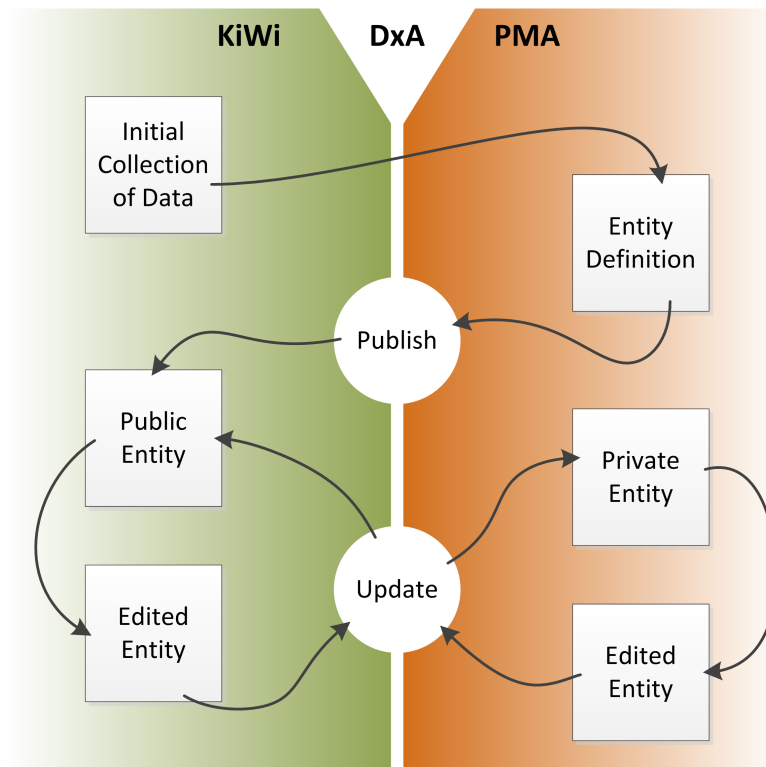 KiWi
DxA
PMA
Initial
Collection
of Data
Entity
Definition
Publish
Public
Entity
Private
Entity
Update
Edited
Entity
Edited
Entity